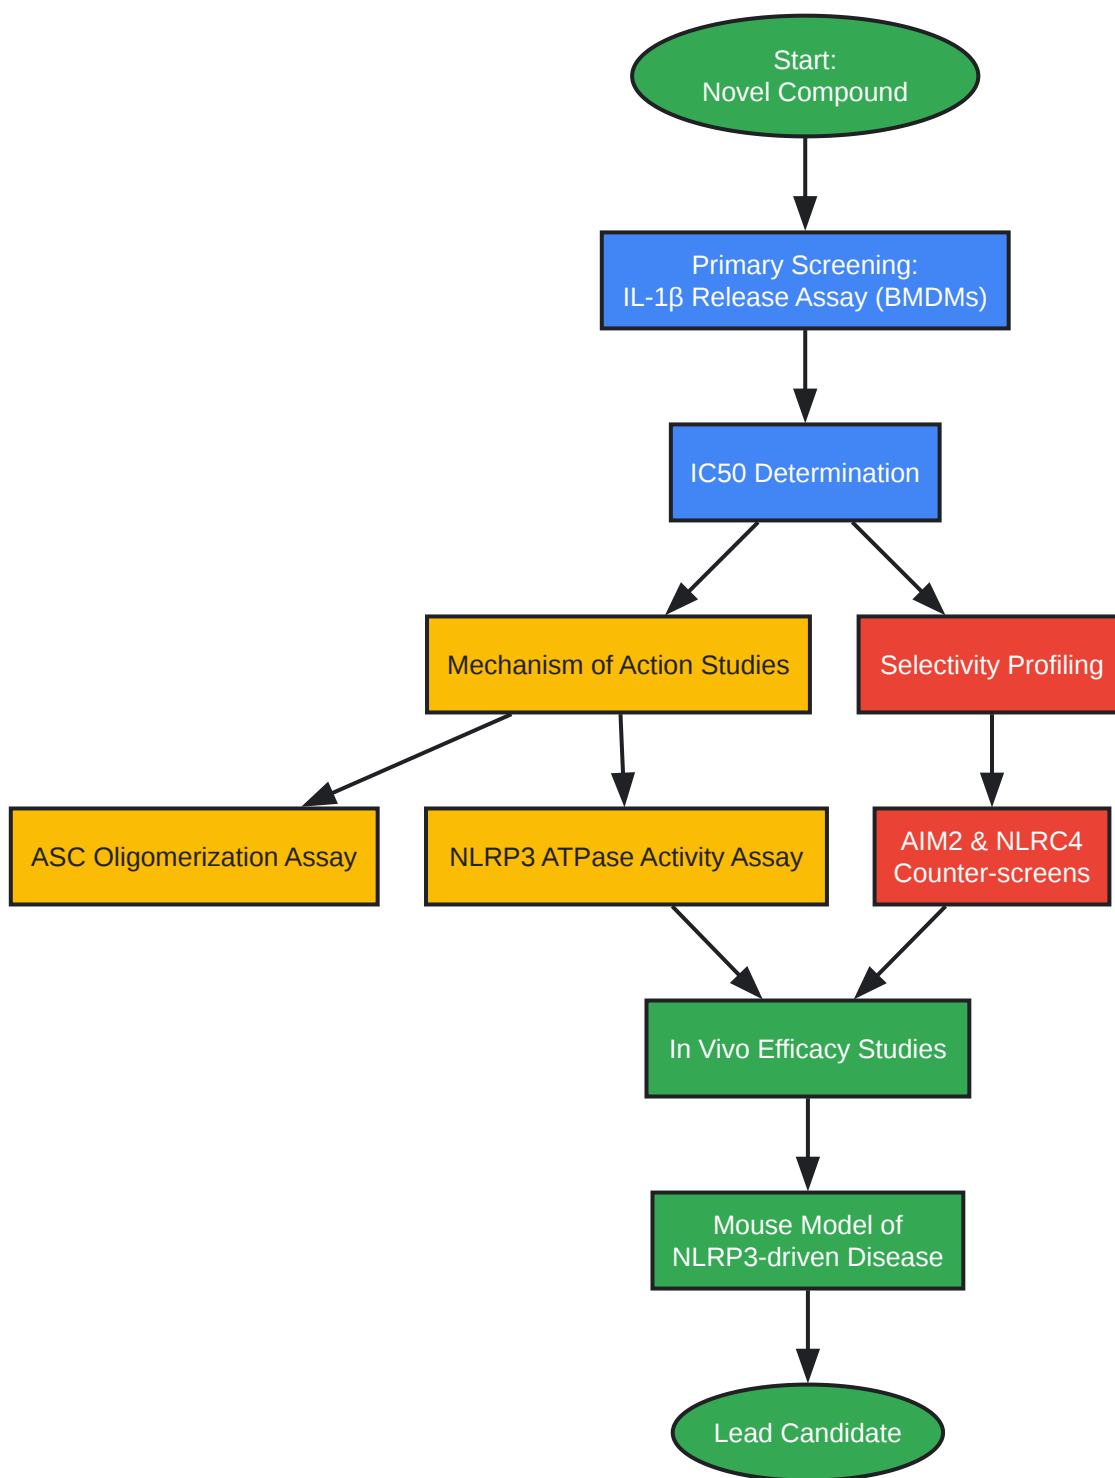 Start:
Novel Compound
Primary Screening:
IL-1β Release Assay (BMDMs)
IC50 Determination
Mechanism of Action Studies
Selectivity Profiling
ASC Oligomerization Assay
NLRP3 ATPase Activity Assay
AIM2 & NLRC4
Counter-screens
In Vivo Efficacy Studies
Mouse Model of
NLRP3-driven Disease
Lead Candidate